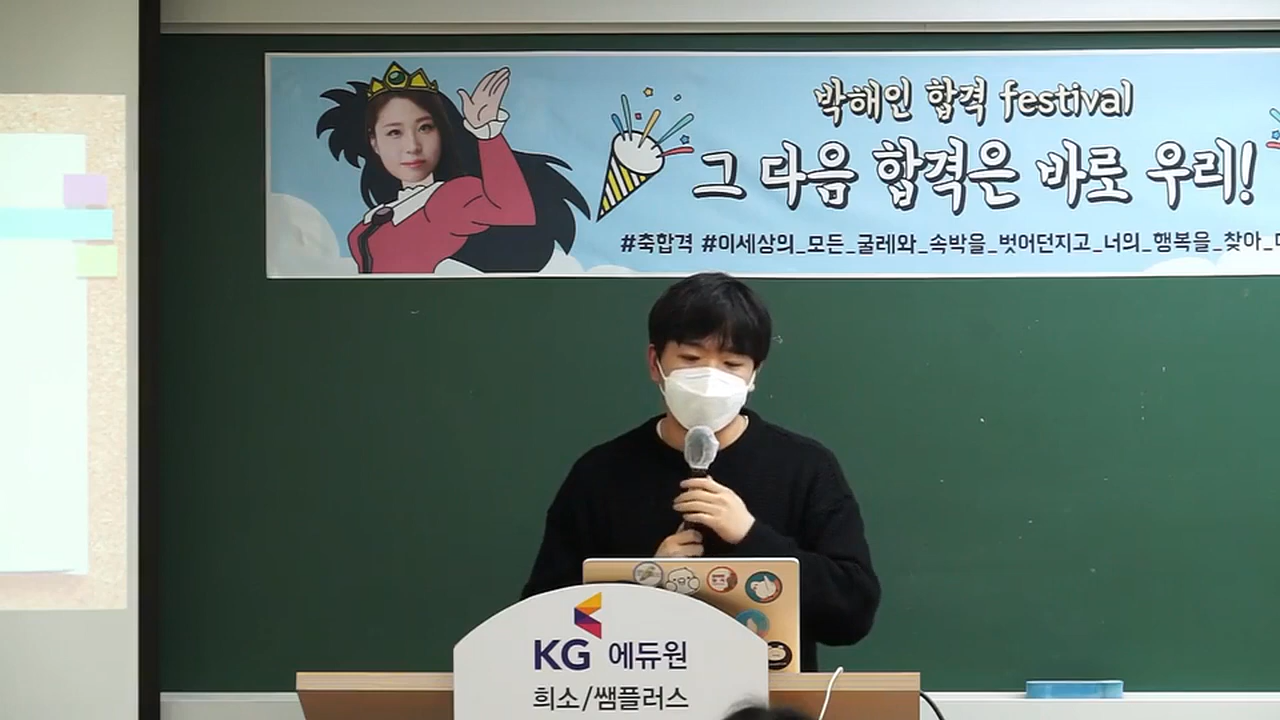 박해인 합격 festival
그 다음 합격은 바로 우리!
#축합격 #이세상의_모든_굴레와_속박을_벗어던지고_너의_행복을_찾아_
KG 에듀원
희소/쌤플러스